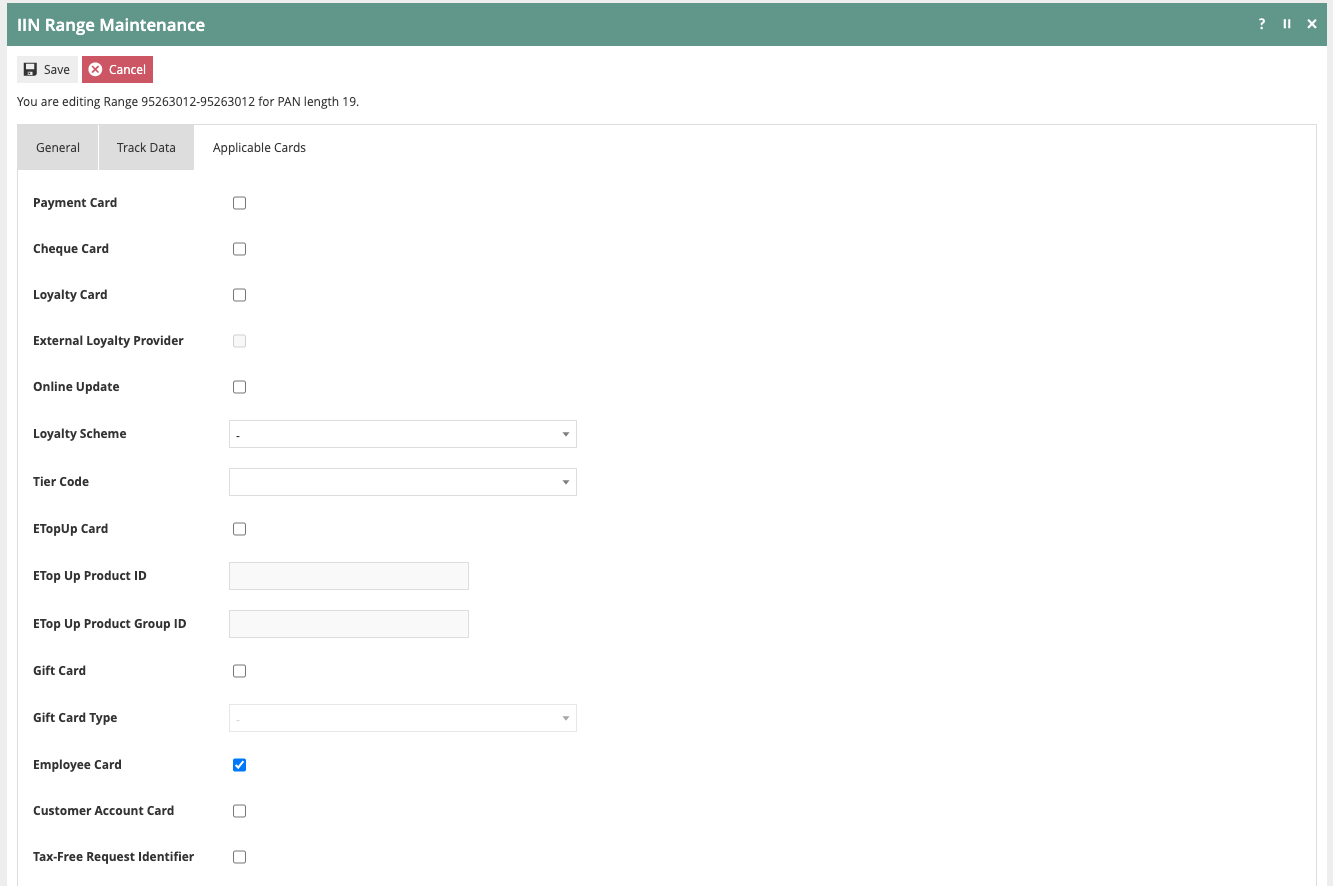 IIN Range Maintenance
?
Save Cancel
You are editing Range 95263012-95263012 for PAN length 19.
General Track Data Applicable Cards
Payment Card
Cheque Card
Loyalty Card
External Loyalty Provider
Online Update
Loyalty Scheme -
Tier Code
ETopUp Card
ETop Up Product ID
ETop Up Product Group ID
Gift Card
Gift Card Type -
Employee Card
Customer Account Card
Tax-Free Request Identifier